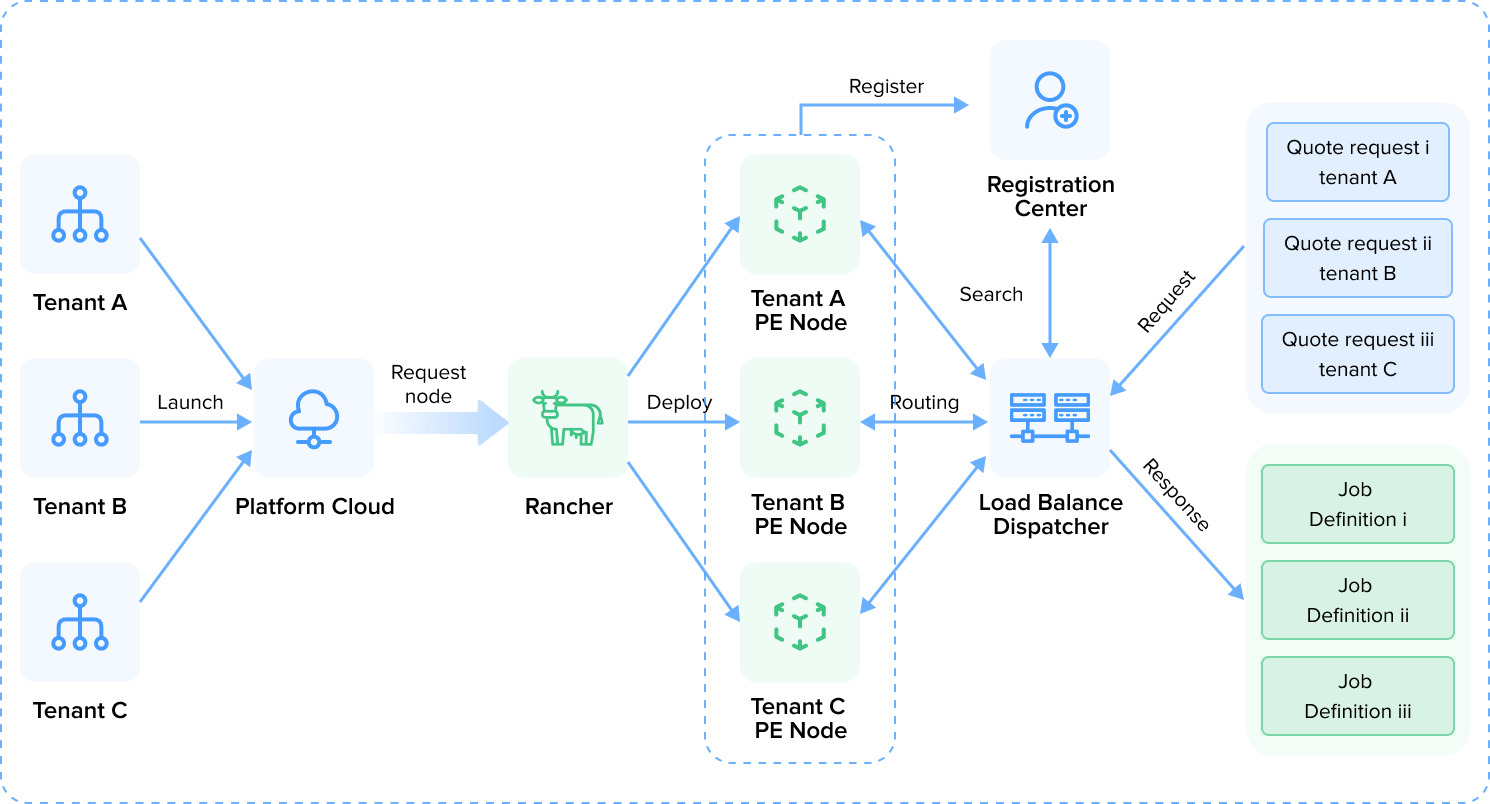 Tenant A
Launch
Tenant B
Tenant C
Platform Cloud
Request
node
Rancher
Deploy
Register
Tenant A
PE Node
Tenant B
PE Node
Tenant C
PE Node
Routing
Registration
Center
Search
Load Balance
Dispatcher
Request
Response
Quote request i
tenant A
Quote request ii
tenant B
Quote request iii
tenant C
Job
Definition i
Job
Definition ii
Job
Definition iii